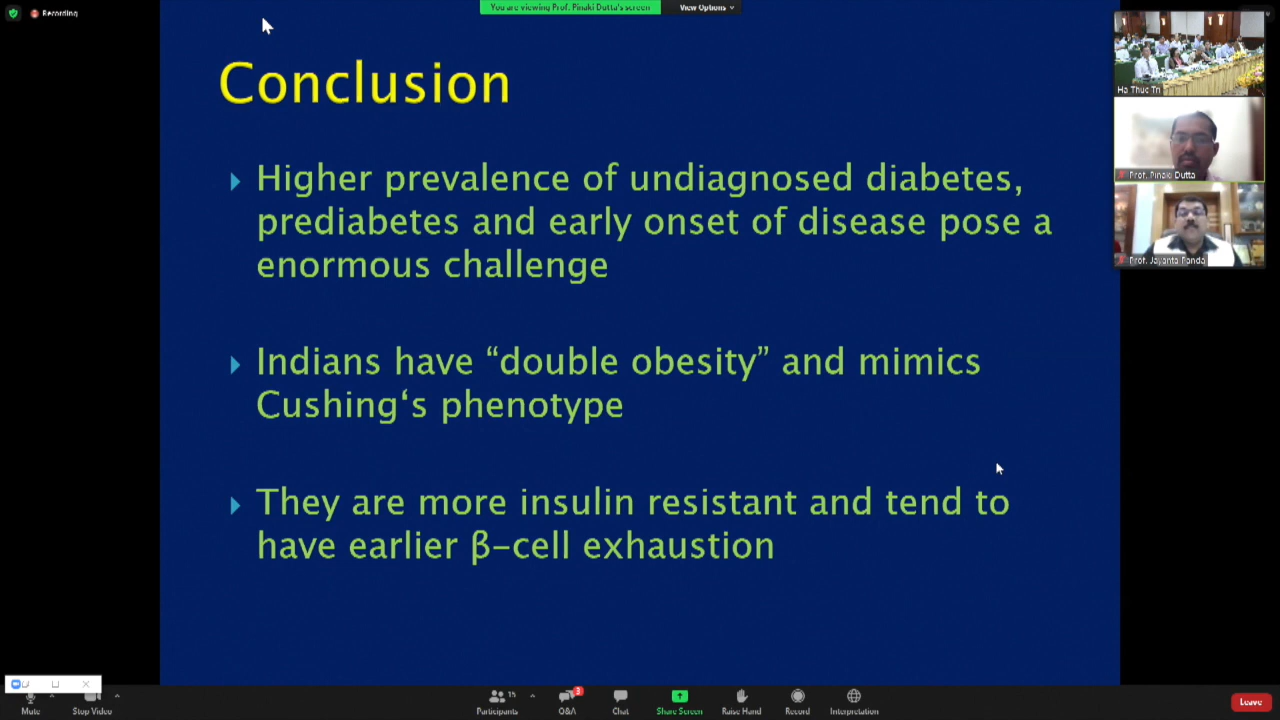 Recording
You are viewing Prof. Pinaki Dutta's screen
View Options
Conclusion
Higher prevalence of undiagnosed diabetes,
prediabetes and early onset of disease pose a
enormous challenge
Indians have “double obesity” and mimics
Cushing‘s phenotype
They are more insulin resistant and tend to
have earlier β-cell exhaustion
Ha Thuc Tri
Prof. Pinaki Dutta
Prof. Jayanta Panda
Mute
Stop Video
15
Participants
3
Q&A
Chat
Share Screen
Raise Hand
Record
Interpretation
Leave